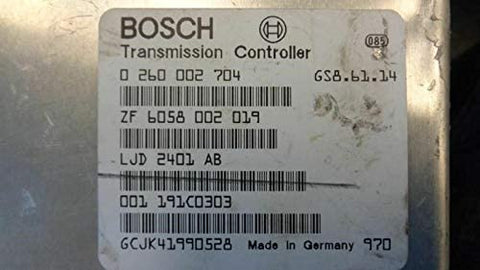 BOSCH
085
Transmission Controller
0 260 002 704 GS8.61.14
ZF 6058 002 019
LJD 2401 AB
001 191C0303
GCJK41990528 Made in Germany 970